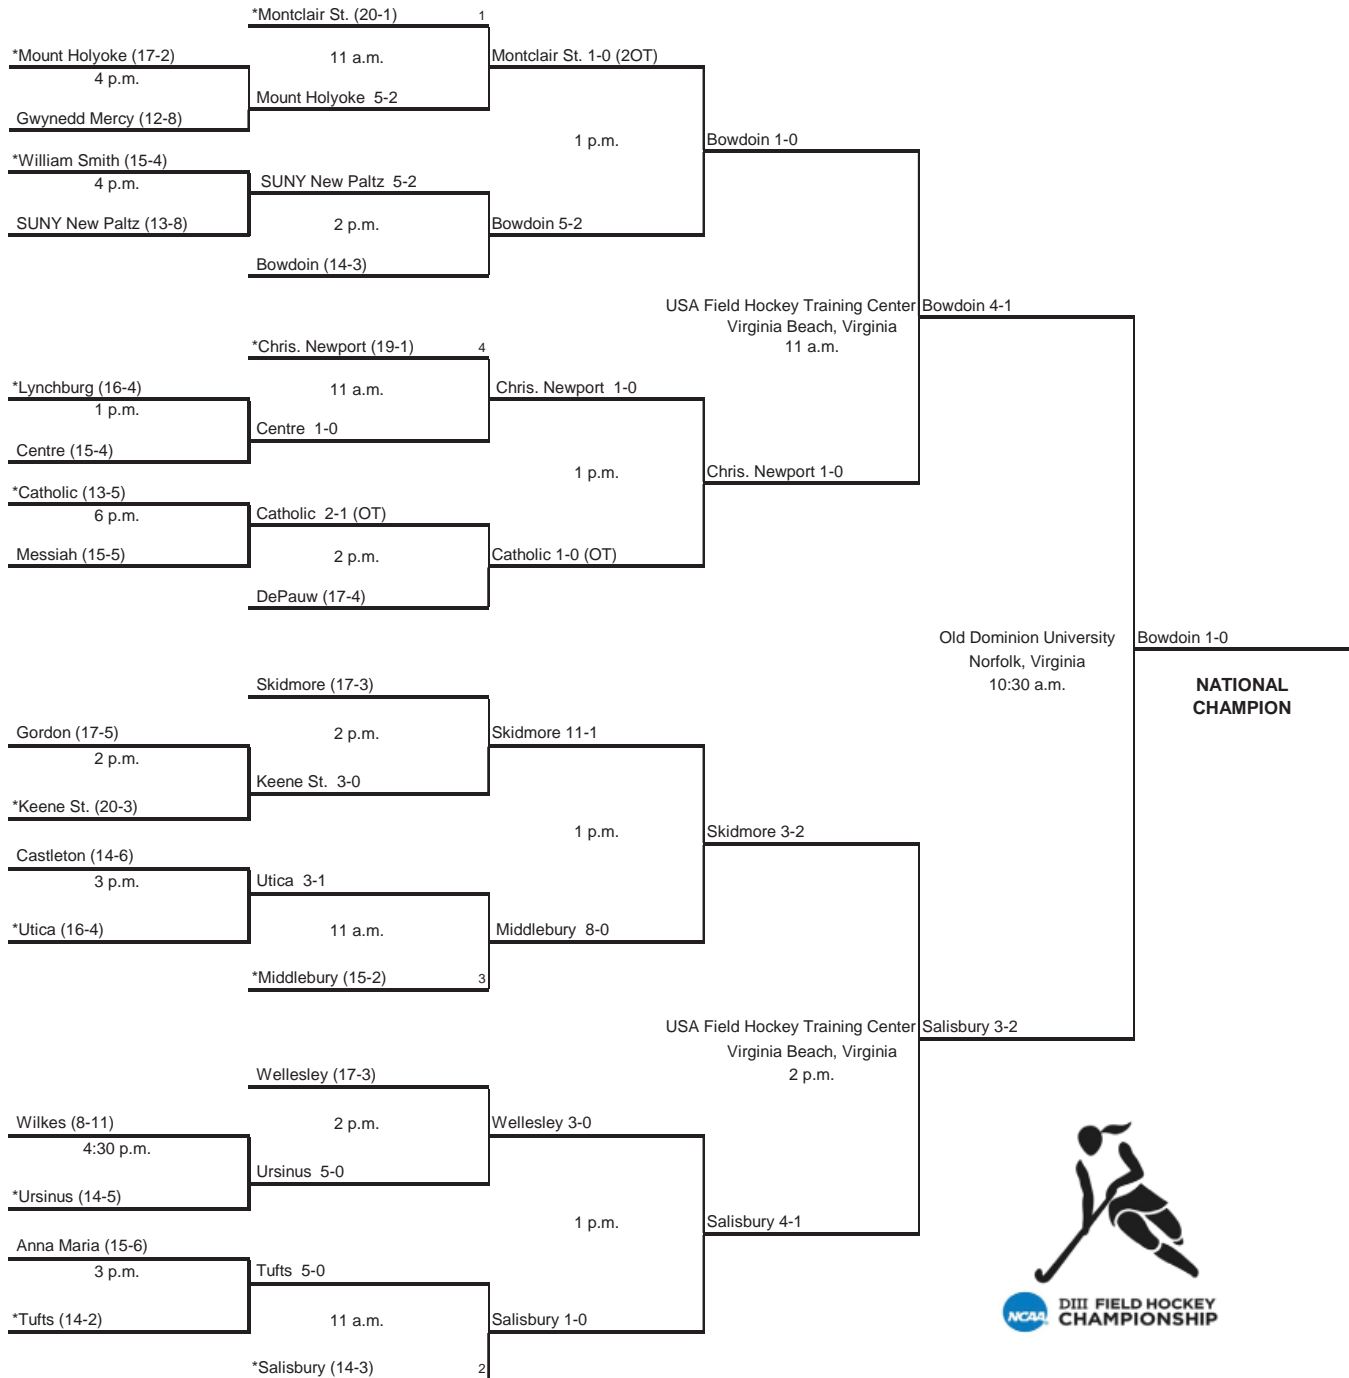 *Montclair St. (20-1) 1
*Mount Holyoke (17-2)
11 a.m.
Montclair St. 1-0 (2OT)
4 p.m.
Mount Holyoke 5-2
Gwynedd Mercy (12-8)
1 p.m.
Bowdoin 1-0
*William Smith (15-4)
4 p.m.
SUNY New Paltz 5-2
SUNY New Paltz (13-8)
2 p.m.
Bowdoin 5-2
Bowdoin (14-3)
USA Field Hockey Training Center
Virginia Beach, Virginia
11 a.m.
Bowdoin 4-1
*Chris. Newport (19-1) 4
*Lynchburg (16-4)
11 a.m.
Chris. Newport 1-0
1 p.m.
Centre 1-0
Centre (15-4)
1 p.m.
Chris. Newport 1-0
*Catholic (13-5)
6 p.m.
Catholic 2-1 (OT)
Messiah (15-5)
2 p.m.
Catholic 1-0 (OT)
DePauw (17-4)
Old Dominion University
Norfolk, Virginia
10:30 a.m.
Bowdoin 1-0
NATIONAL
CHAMPION
Skidmore (17-3)
Gordon (17-5)
2 p.m.
Skidmore 11-1
2 p.m.
Keene St. 3-0
*Keene St. (20-3)
1 p.m.
Skidmore 3-2
Castleton (14-6)
3 p.m.
Utica 3-1
*Utica (16-4)
11 a.m.
Middlebury 8-0
*Middlebury (15-2) 3
USA Field Hockey Training Center
Virginia Beach, Virginia
2 p.m.
Salisbury 3-2
Wellesley (17-3)
Wilkes (8-11)
2 p.m.
Wellesley 3-0
4:30 p.m.
Ursinus 5-0
*Ursinus (14-5)
1 p.m.
Salisbury 4-1
Anna Maria (15-6)
3 p.m.
Tufts 5-0
*Tufts (14-2)
11 a.m.
Salisbury 1-0
*Salisbury (14-3) 2
NCAA
DIII FIELD HOCKEY
CHAMPIONSHIP